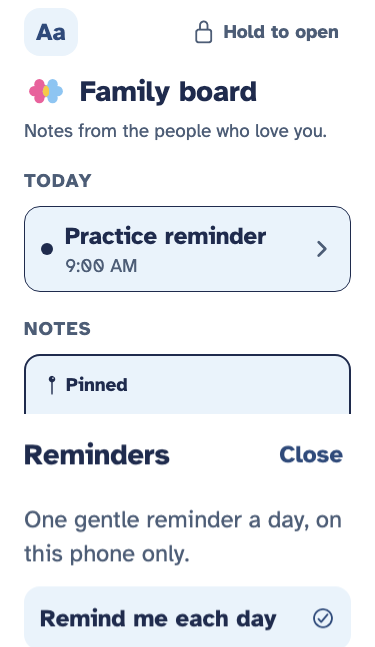 Aa
Hold to open
Family board
Notes from the people who love you.
TODAY
Practice reminder
9:00 AM
NOTES
Pinned
Reminders
Close
One gentle reminder a day, on
this phone only.
Remind me each day